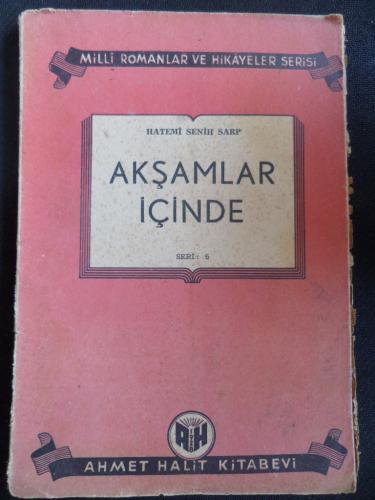 MİLLİ ROMANLAR VE HİKAYELER SERİSİ
HATEMİ SENİH SARP
AKŞAMLAR
İÇİNDE
SERİ: 6
AHMET HALİT KİTABEVİ